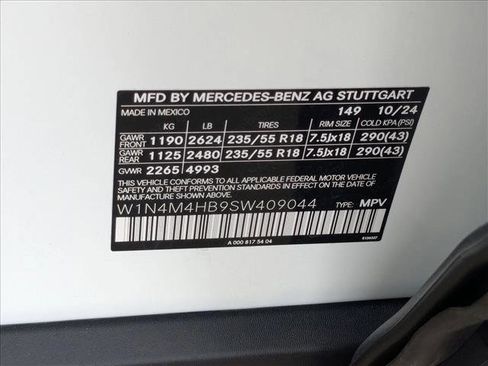 MFD BY MERCEDES-BENZ AG STUTTGART
MADE IN MEXICO 149 10/24
KG LB TIRES RIM SIZE COLD KPA(PSI)
GAWR FRONT 1190 2624 235/55 R18 7.5Jx18 290(43)
GAWR REAR 1125 2480 235/55 R18 7.5Jx18 290(43)
GVWR 2265 4993
THIS VEHICLE CONFORMS TO ALL APPLICABLE
FEDERAL MOTOR VEHICLE SAFETY, BUMPER, AND
THEFT PREVENTION STANDARDS IN EFFECT ON THE
DATE OF MANUFACTURE SHOWN ABOVE.
W1N4M4HB9SW409044 TYPE: MPV
A 000 817 54 04